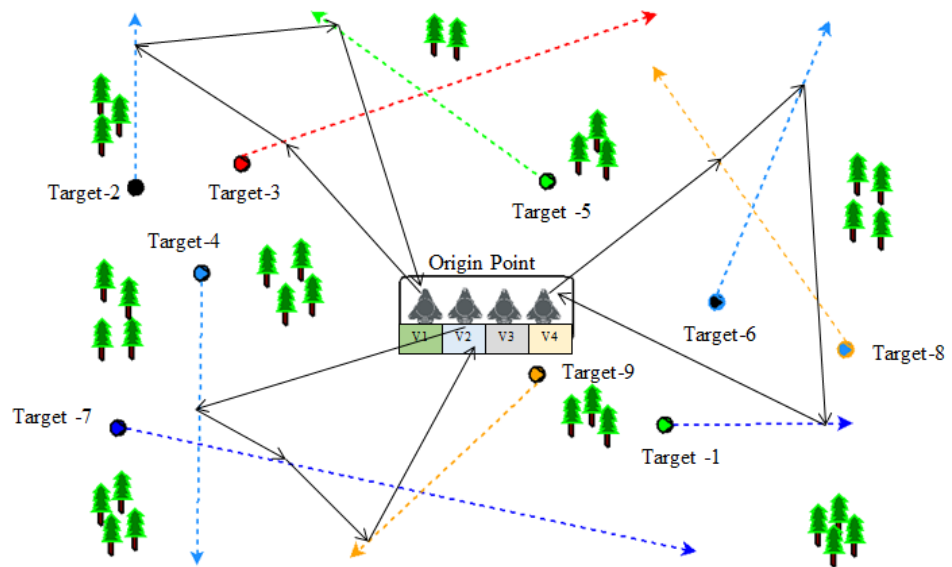 Target-2
Target-3
Target -5
Target-4
Origin Point
V1 V2 V3 V4
Target-6
Target-8
Target-9
Target -7
Target -1